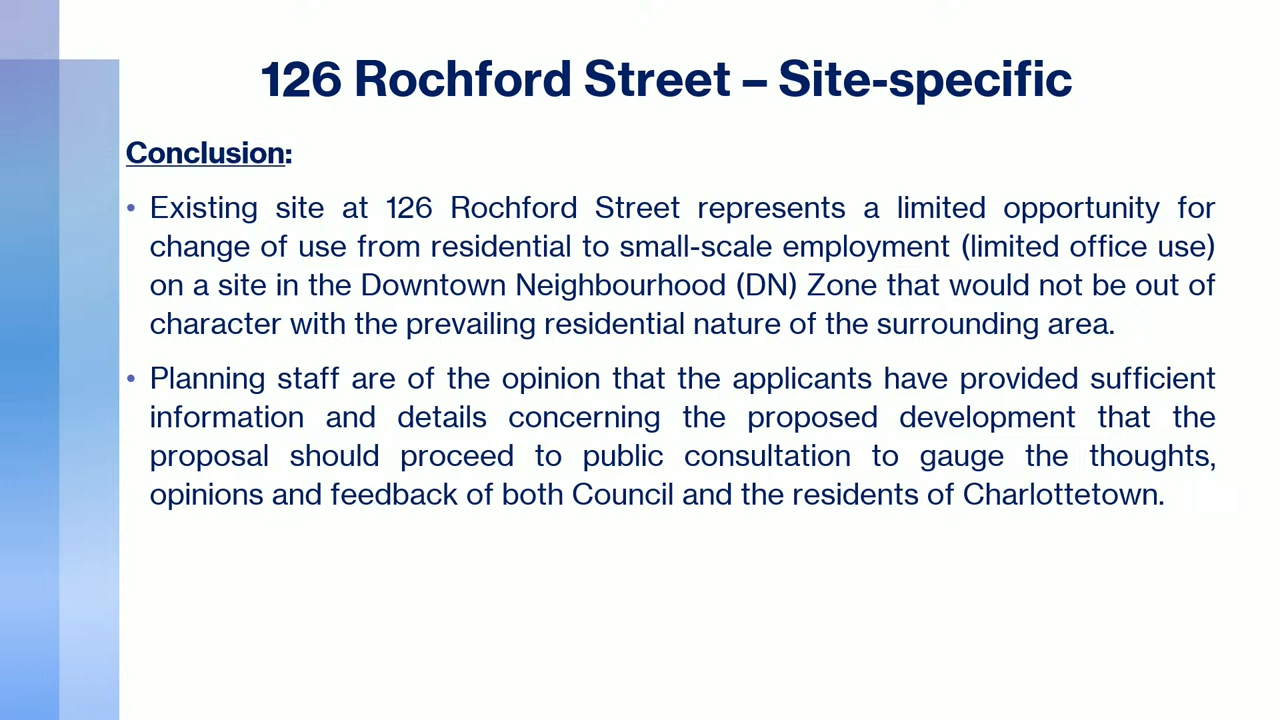 126 Rochford Street – Site-specific
Conclusion:
• Existing site at 126 Rochford Street represents a limited opportunity for
change of use from residential to small-scale employment (limited office use)
on a site in the Downtown Neighbourhood (DN) Zone that would not be out of
character with the prevailing residential nature of the surrounding area.
• Planning staff are of the opinion that the applicants have provided sufficient
information and details concerning the proposed development that the
proposal should proceed to public consultation to gauge the thoughts,
opinions and feedback of both Council and the residents of Charlottetown.